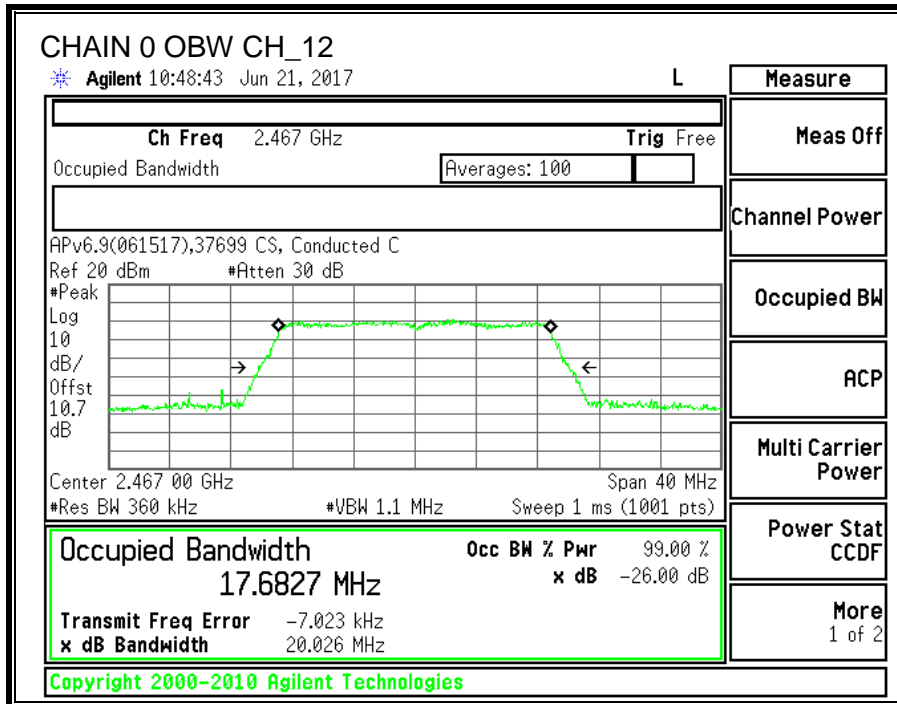 CHAIN 0 OBW CH_12
Agilent 10:48:43 Jun 21, 2017 L
Ch Freq 2.467 GHz Trig Free
Occupied Bandwidth Averages: 100
APv6.9(061517),37699 CS, Conducted C
Ref 20 dBm #Atten 30 dB
#Peak
Log
10
dB/
Offst
10.7
dB
Center 2.467 00 GHz Span 40 MHz
#Res BW 360 kHz #VBW 1.1 MHz Sweep 1 ms (1001 pts)
Occupied Bandwidth Occ BW % Pwr 99.00 %
17.6827 MHz x dB -26.00 dB
Transmit Freq Error -7.023 kHz
x dB Bandwidth 20.026 MHz
Copyright 2000-2010 Agilent Technologies
Measure
Meas Off
Channel Power
Occupied BW
ACP
Multi Carrier
Power
Power Stat
CCDF
More
1 of 2